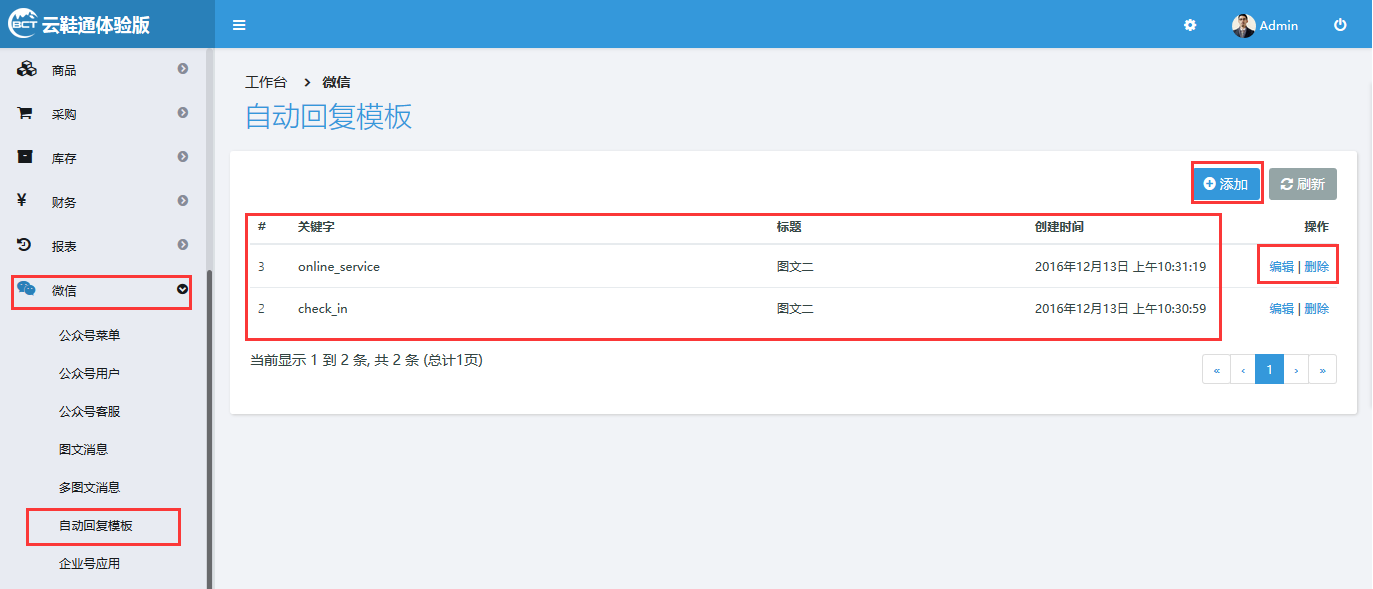 BCT 云鞋通体验版
Admin
商品
采购
库存
¥ 财务
报表
微信
公众号菜单
公众号用户
公众号客服
图文消息
多图文消息
自动回复模板
企业号应用
工作台 > 微信
自动回复模板
添加 刷新
# 关键字 标题 创建时间 操作
3 online_service 图文二 2016年12月13日 上午10:31:19 编辑 | 删除
2 check_in 图文二 2016年12月13日 上午10:30:59 编辑 | 删除
当前显示 1 到 2 条, 共 2 条 (总计1页)
« ‹ 1 › »